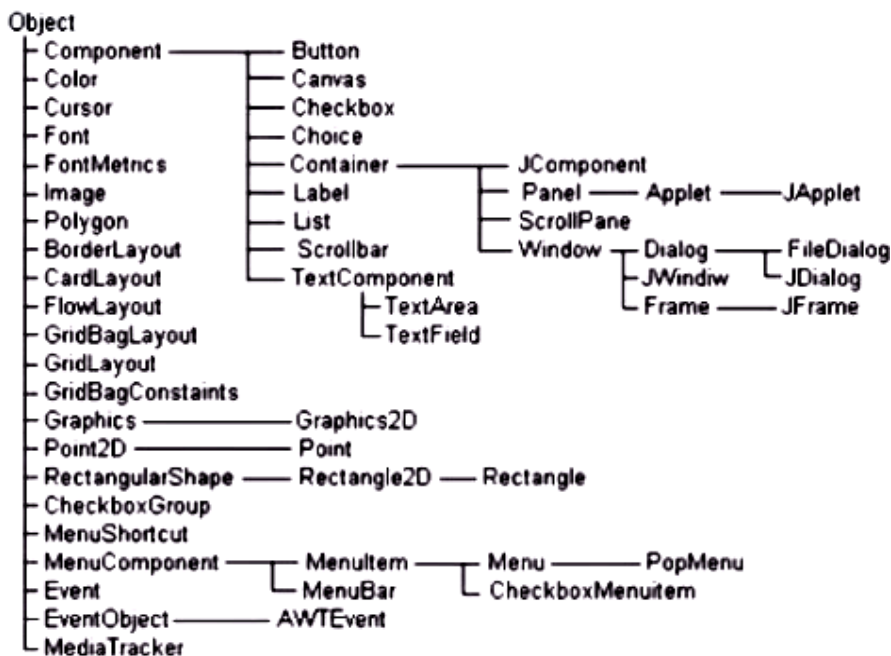 Object
Component Button
Color Canvas
Cursor Checkbox
Font Choice
FontMetrics Container JComponent
Image Label Panel Applet JApplet
Polygon List ScrollPane
BorderLayout Scrollbar Window Dialog FileDialog
CardLayout TextComponent JWindiw JDialog
FlowLayout TextArea Frame JFrame
GridBagLayout TextField
GridLayout
GridBagConstaints
Graphics Graphics2D
Point2D Point
RectangularShape Rectangle2D Rectangle
CheckboxGroup
MenuShortcut
MenuComponent MenuItem Menu PopMenu
Event MenuBar CheckboxMenuitem
EventObject AWTEvent
MediaTracker